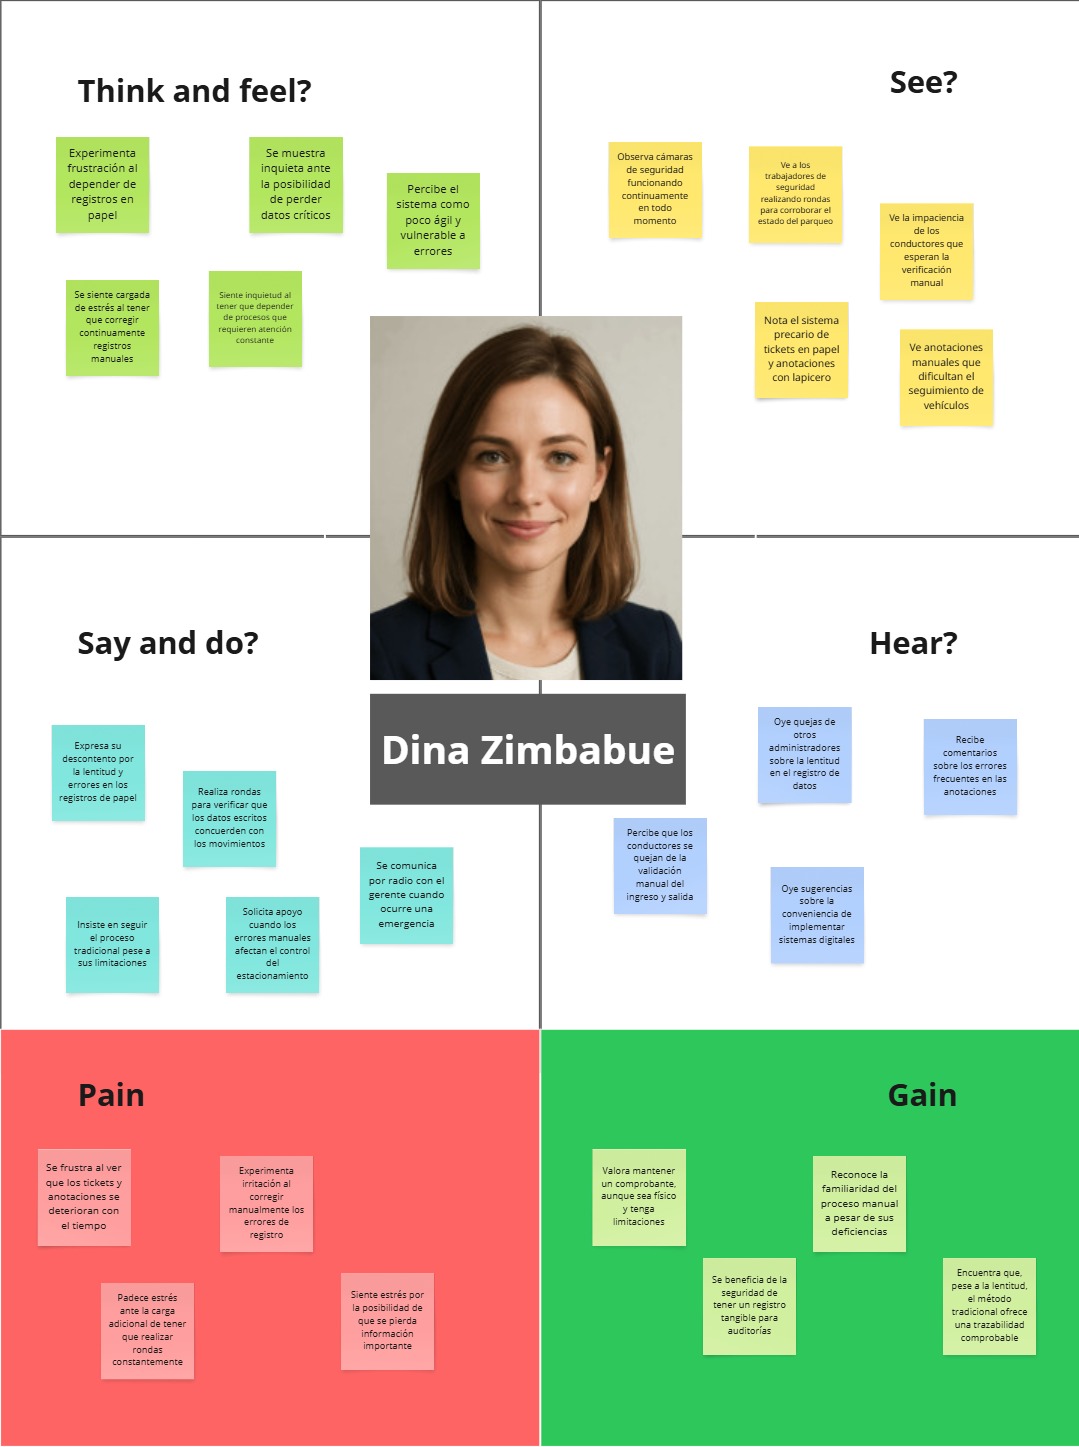 Think and feel?
Experimenta
frustración al
depender de
registros en
papel
Se muestra
inquieta ante
la posibilidad
de perder
datos críticos
Percibe el
sistema como
poco ágil y
vulnerable a
errores
Se siente cargada
de estrés al tener
que corregir
continuamente
registros
manuales
Siente inquietud al
tener que depender
de procesos que
requieren atención
constante
See?
Observa cámaras
de seguridad
funcionando
continuamente
en todo
momento
Ve a los
trabajadores de
seguridad
realizando rondas
para corroborar el
estado del parqueo
Ve la impaciencia
de los
conductores que
esperan la
verificación
manual
Nota el sistema
precario de
tickets en papel
y anotaciones
con lapicero
Ve anotaciones
manuales que
dificultan el
seguimiento de
vehículos
Dina Zimbabue
Say and do?
Expresa su
descontento por
la lentitud y
errores en los
registros de papel
Realiza rondas
para verificar que
los datos escritos
concuerden con
los movimientos
Se comunica
por radio con el
gerente cuando
ocurre una
emergencia
Insiste en seguir
el proceso
tradicional pese a
sus limitaciones
Solicita apoyo
cuando los
errores manuales
afectan el control
del
estacionamiento
Hear?
Oye quejas de
otros
administradores
sobre la lentitud
en el registro de
datos
Recibe
comentarios
sobre los errores
frecuentes en las
anotaciones
Percibe que los
conductores se
quejan de la
validación
manual del
ingreso y salida
Oye sugerencias
sobre la
conveniencia de
implementar
sistemas digitales
Pain
Se frustra al ver
que los tickets y
anotaciones se
deterioran con
el tiempo
Experimenta
irritación al
corregir
manualmente los
errores de
registro
Padece estrés
ante la carga
adicional de tener
que realizar
rondas
constantemente
Siente estrés por
la posibilidad de
que se pierda
información
importante
Gain
Valora mantener
un comprobante,
aunque sea físico
y tenga
limitaciones
Reconoce la
familiaridad del
proceso manual
a pesar de sus
deficiencias
Se beneficia de la
seguridad de
tener un registro
tangible para
auditorías
Encuentra que,
pese a la lentitud,
el método
tradicional ofrece
una trazabilidad
comprobable